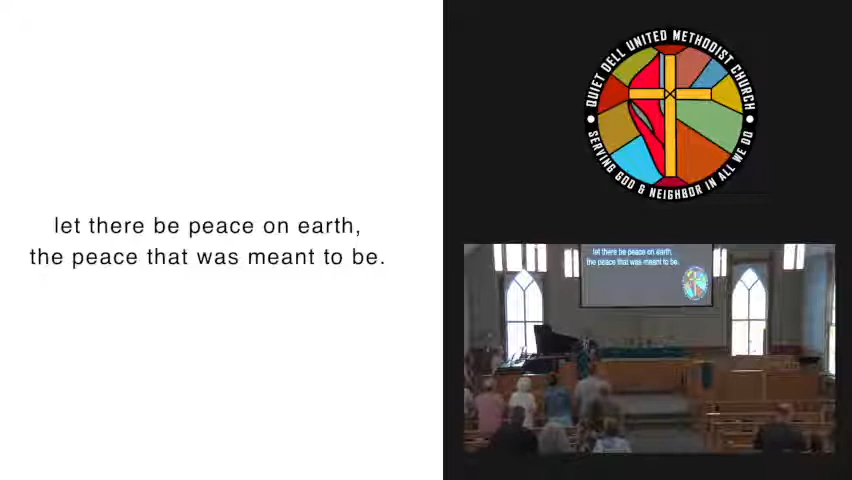 let there be peace on earth,
the peace that was meant to be.
QUIET DELL UNITED METHODIST CHURCH
SERVING GOD & NEIGHBOR IN ALL WE DO
let there be peace on earth,
the peace that was meant to be.